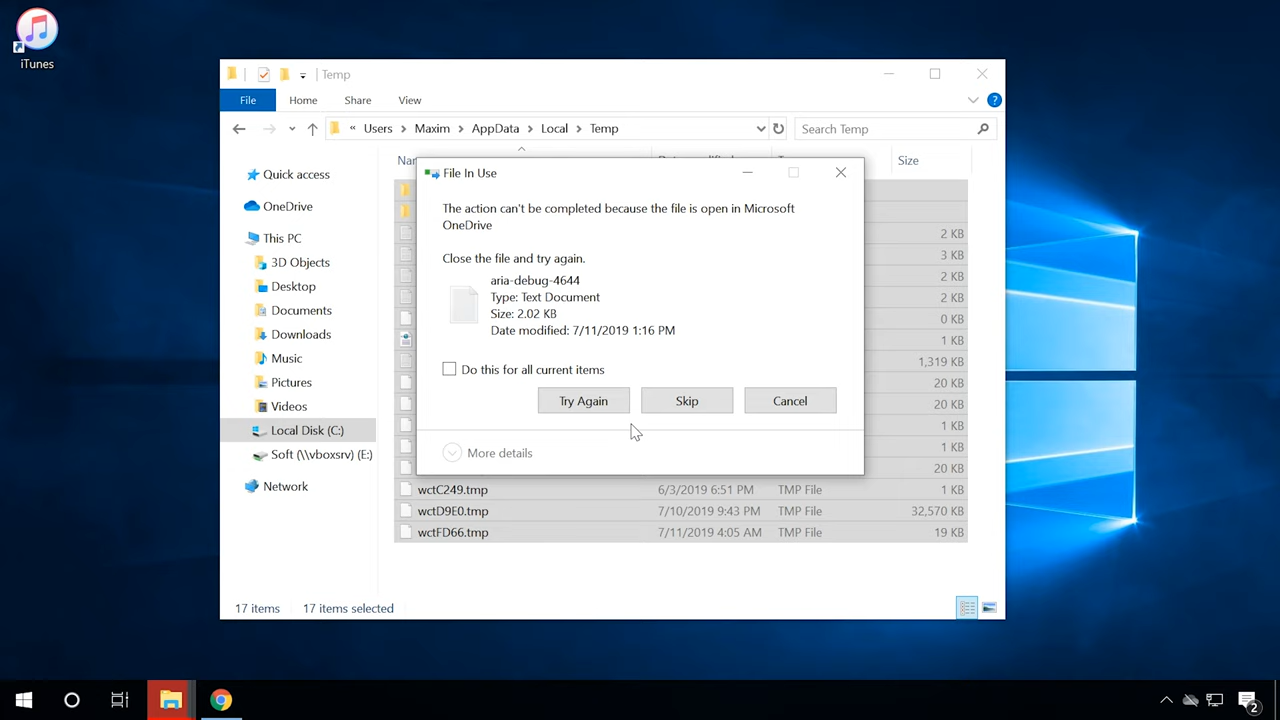 iTunes
Temp
File Home Share View
« Users Maxim AppData Local Temp Search Temp
Size
Quick access
OneDrive
This PC
3D Objects
Desktop
Documents
Downloads
Music
Pictures
Videos
Local Disk (C:)
Soft (\\vboxsrv) (E:)
Network
File In Use
The action can't be completed because the file is open in Microsoft
OneDrive
Close the file and try again.
aria-debug-4644
Type: Text Document
Size: 2.02 KB
Date modified: 7/11/2019 1:16 PM
Do this for all current items
Try Again Skip Cancel
More details
2 KB
3 KB
2 KB
2 KB
0 KB
1 KB
1,319 KB
20 KB
20 KB
1 KB
1 KB
20 KB
wctC249.tmp 6/3/2019 6:51 PM TMP File 1 KB
wctD9E0.tmp 7/10/2019 9:43 PM TMP File 32,570 KB
wctFD66.tmp 7/11/2019 4:05 AM TMP File 19 KB
17 items 17 items selected
2